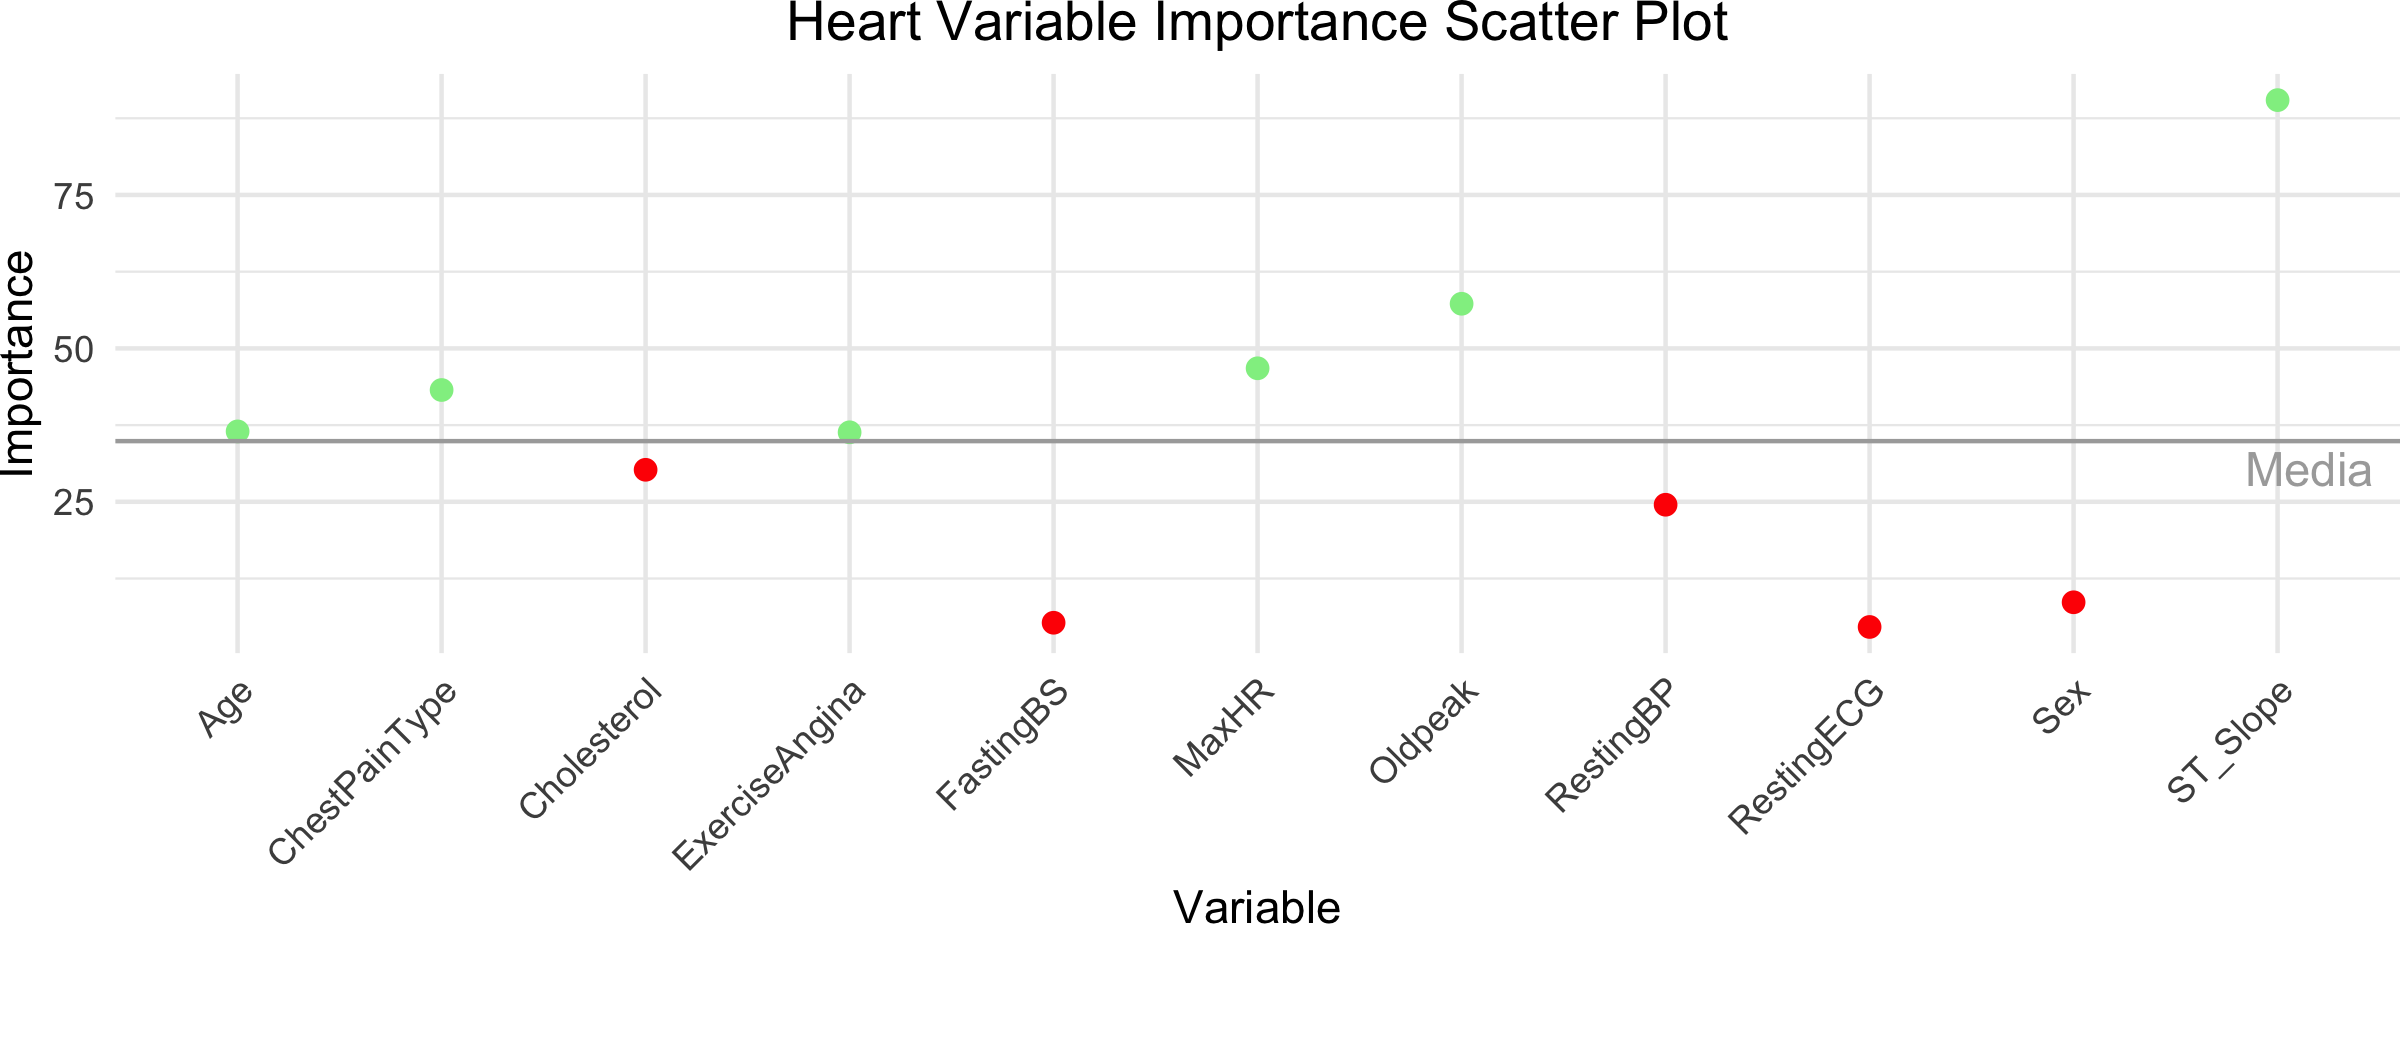 Heart Variable Importance Scatter Plot
Importance
75
50
25
Media
Age
ChestPainType
Cholesterol
ExerciseAngina
FastingBS
MaxHR
Oldpeak
RestingBP
RestingECG
Sex
ST_Slope
Variable